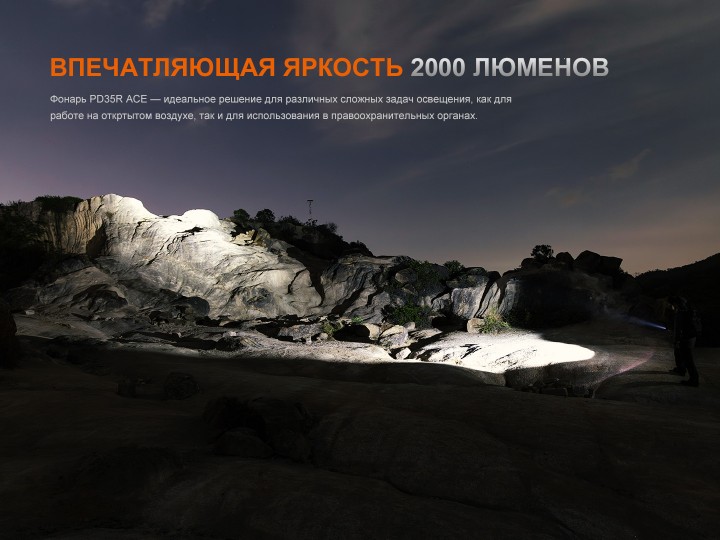 ВПЕЧАТЛЯЮЩАЯ ЯРКОСТЬ 2000 ЛЮМЕНОВ
Фонарь PD35R ACE — идеальное решение для различных сложных задач освещения, как для
работе на откртытом воздухе, так и для использования в правоохранительных органах.